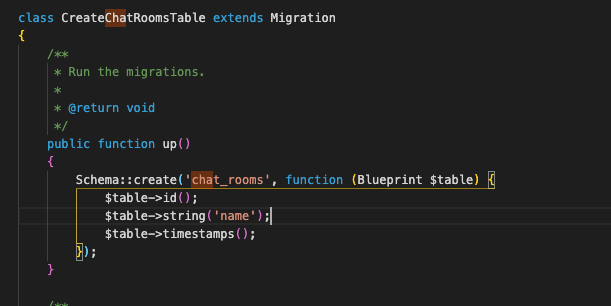 class CreateChatRoomsTable extends Migration
{
/**
* Run the migrations.
*
* @return void
*/
public function up()
{
Schema::create('chat_rooms', function (Blueprint $table) {
$table->id();
$table->string('name');
$table->timestamps();
});
}
/**